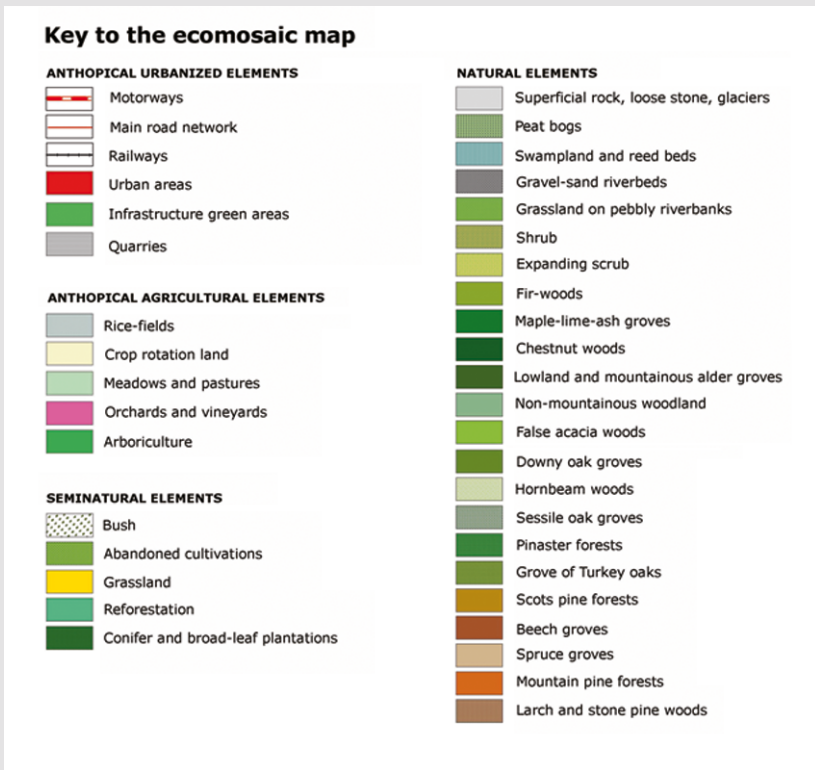 Key to the ecomosaic map
ANTHOPICAL URBANIZED ELEMENTS
Motorways
Main road network
Railways
Urban areas
Infrastructure green areas
Quarries
ANTHOPICAL AGRICULTURAL ELEMENTS
Rice-fields
Crop rotation land
Meadows and pastures
Orchards and vineyards
Arboriculture
SEMINATURAL ELEMENTS
Bush
Abandoned cultivations
Grassland
Reforestation
Conifer and broad-leaf plantations
NATURAL ELEMENTS
Superficial rock, loose stone, glaciers
Peat bogs
Swampland and reed beds
Gravel-sand riverbeds
Grassland on pebbly riverbanks
Shrub
Expanding scrub
Fir-woods
Maple-lime-ash groves
Chestnut woods
Lowland and mountainous alder groves
Non-mountainous woodland
False acacia woods
Downy oak groves
Hornbeam woods
Sessile oak groves
Pinaster forests
Grove of Turkey oaks
Scots pine forests
Beech groves
Spruce groves
Mountain pine forests
Larch and stone pine woods